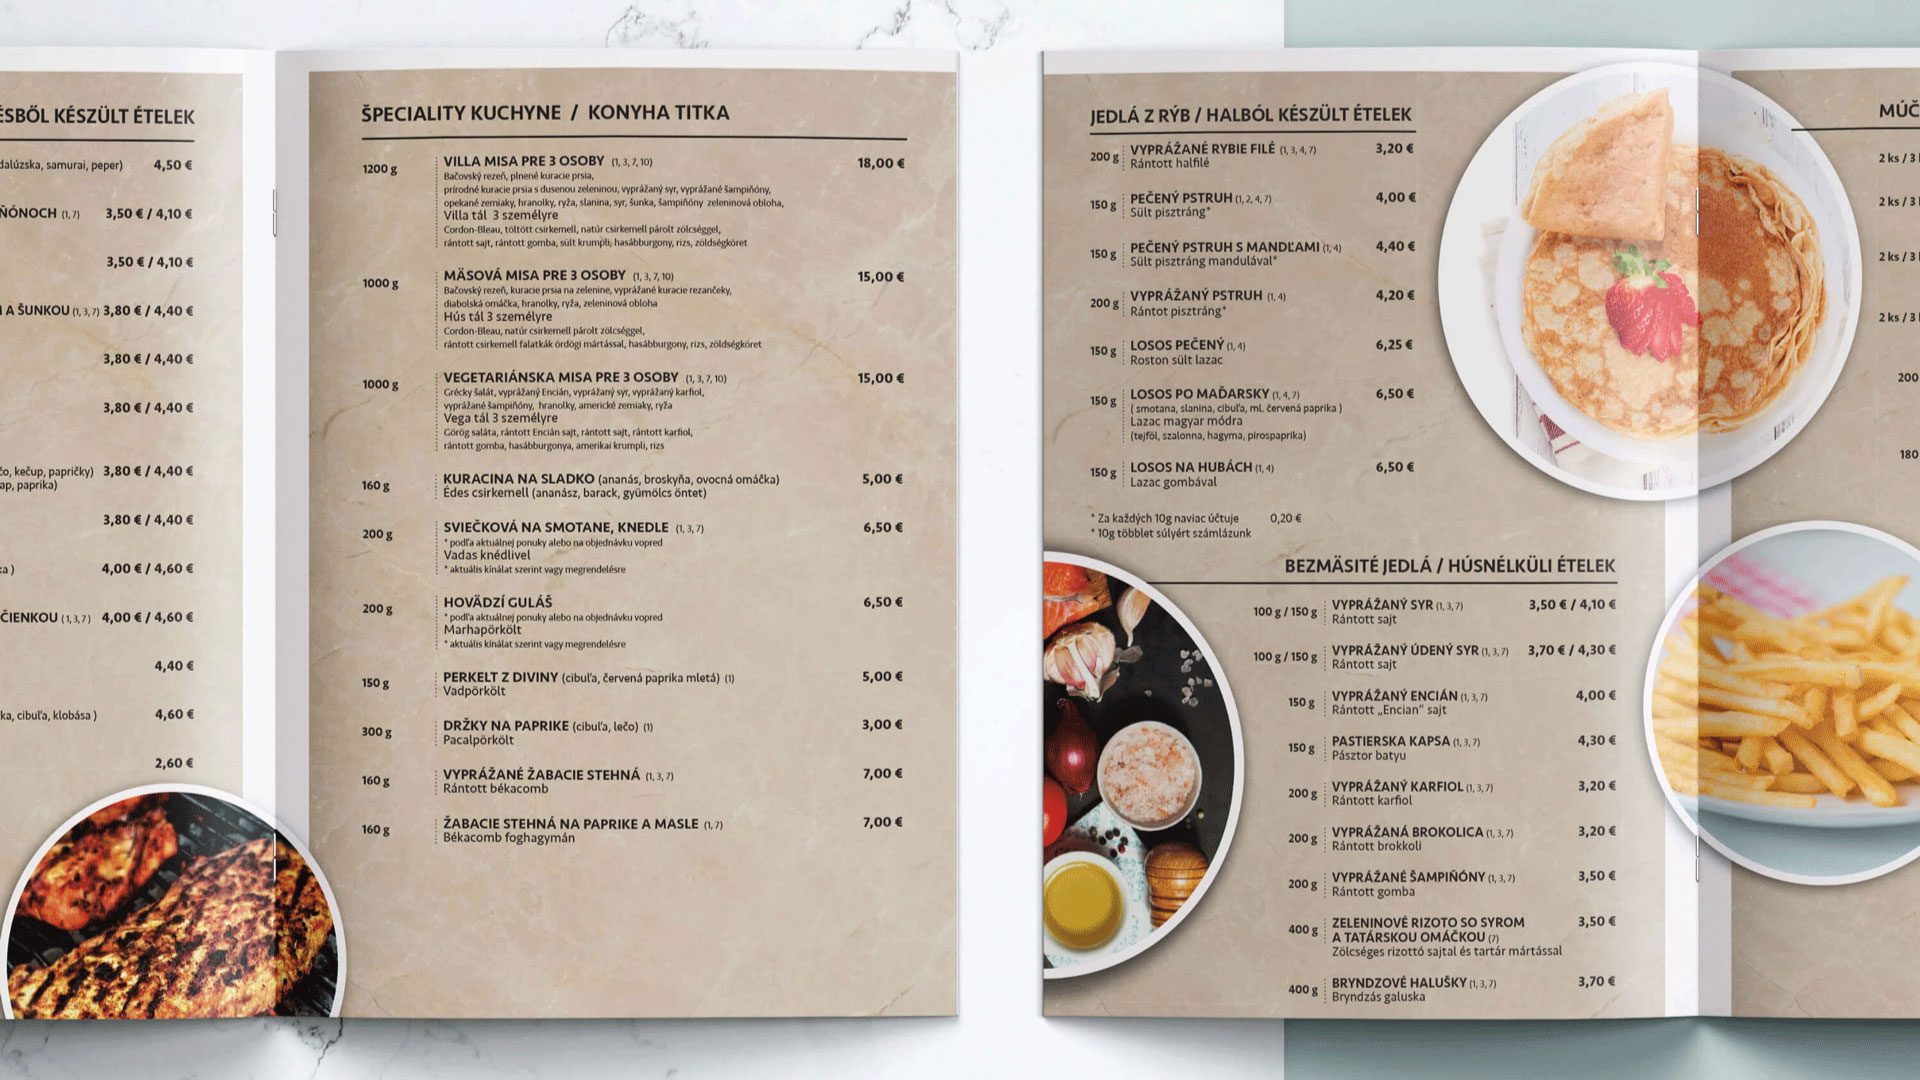 ÉSBŐL KÉSZÜLT ÉTELEK
dalúzska, samurai, peper) 4,50 €
ŇÓNOCH (1, 7) 3,50 € / 4,10 €
3,50 € / 4,10 €
A ŠUNKOU (1, 3, 7) 3,80 € / 4,40 €
3,80 € / 4,40 €
3,80 € / 4,40 €
čo, kečup, papričky) 3,80 € / 4,40 €
ap, paprika)
3,80 € / 4,40 €
ka ) 4,00 € / 4,60 €
ČIENKOU (1, 3, 7) 4,00 € / 4,60 €
4,40 €
ka, cibuľa, klobása ) 4,60 €
2,60 €
ŠPECIALITY KUCHYNE / KONYHA TITKA
1200 g VILLA MISA PRE 3 OSOBY (1, 3, 7, 10) 18,00 €
Bačovský rezeň, plnené kuracie prsia,
prírodné kuracie prsia s dusenou zeleninou, vyprážaný syr, vyprážané šampiňóny,
opekané zemiaky, hranolky, ryža, slanina, syr, šunka, šampiňóny zeleninová obloha,
Villa tál 3 személyre
Cordon-Bleau, töltött csirkemell, natúr csirkemell párolt zölcséggel,
rántott sajt, rántott gomba, sült krumpli, hasábburgony, rizs, zöldségköret
1000 g MÄSOVÁ MISA PRE 3 OSOBY (1, 3, 7, 10) 15,00 €
Bačovský rezeň, kuracie prsia na zelenine, vyprážané kuracie rezančeky,
diabolská omáčka, hranolky, ryža, zeleninová obloha
Hús tál 3 személyre
Cordon-Bleau, natúr csirkemell párolt zölcséggel,
rántott csirkemell falatkák ördögi mártással, hasábburgony, rizs, zöldségköret
1000 g VEGETARIÁNSKA MISA PRE 3 OSOBY (1, 3, 7, 10) 15,00 €
Grécky šalát, vyprážaný Encián, vyprážaný syr, vyprážaný karfiol,
vyprážané šampiňóny, hranolky, americké zemiaky, ryža
Vega tál 3 személyre
Görög saláta, rántott Encián sajt, rántott sajt, rántott karfiol,
rántott gomba, hasábburgonya, amerikai krumpli, rizs
160 g KURACINA NA SLADKO (ananás, broskyňa, ovocná omáčka) 5,00 €
Édes csirkemell (ananász, barack, gyümölcs öntet)
200 g SVIEČKOVÁ NA SMOTANE, KNEDLE (1, 3, 7) 6,50 €
* podľa aktuálnej ponuky alebo na objednávku vopred
Vadas knédlivel
* aktuális kínálat szerint vagy megrendelésre
200 g HOVÄDZÍ GULÁŠ 6,50 €
* podľa aktuálnej ponuky alebo na objednávku vopred
Marhapörkölt
* aktuális kínálat szerint vagy megrendelésre
150 g PERKELT Z DIVINY (cibuľa, červená paprika mletá) (1) 5,00 €
Vadpörkölt
300 g DRŽKY NA PAPRIKE (cibuľa, lečo) (1) 3,00 €
Pacalpörkölt
160 g VYPRÁŽANÉ ŽABACIE STEHNÁ (1, 3, 7) 7,00 €
Rántott békacomb
160 g ŽABACIE STEHNÁ NA PAPRIKE A MASLE (1, 7) 7,00 €
Békacomb foghagymán
JEDLÁ Z RÝB / HALBÓL KÉSZÜLT ÉTELEK
200 g VYPRÁŽANÉ RYBIE FILÉ (1, 3, 4, 7) 3,20 €
Rántott halfilé
150 g PEČENÝ PSTRUH (1, 2, 4, 7) 4,00 €
Sült pisztráng*
150 g PEČENÝ PSTRUH S MANDĽAMI (1, 4) 4,40 €
Sült pisztráng mandulával*
200 g VYPRÁŽANÝ PSTRUH (1, 4) 4,20 €
Rántot pisztráng*
150 g LOSOS PEČENÝ (1, 4) 6,25 €
Roston sült lazac
150 g LOSOS PO MAĎARSKY (1, 4, 7) 6,50 €
( smotana, slanina, cibuľa, ml. červená paprika )
Lazac magyar módra
(tejföl, szalonna, hagyma, pirospaprika)
150 g LOSOS NA HUBÁCH (1, 4) 6,50 €
Lazac gombával
* Za každých 10g naviac účtuje 0,20 €
* 10g többlet súlyért számlázunk
BEZMÄSITÉ JEDLÁ / HÚSNÉLKÜLI ÉTELEK
100 g / 150 g VYPRÁŽANÝ SYR (1, 3, 7) 3,50 € / 4,10 €
Rántott sajt
100 g / 150 g VYPRÁŽANÝ ÚDENÝ SYR (1, 3, 7) 3,70 € / 4,30 €
Rántott sajt
150 g VYPRÁŽANÝ ENCIÁN (1, 3, 7) 4,00 €
Rántott „Encian” sajt
150 g PASTIERSKA KAPSA (1, 3, 7) 4,30 €
Pásztor batyu
200 g VYPRÁŽANÝ KARFIOL (1, 3, 7) 3,20 €
Rántott karfiol
200 g VYPRÁŽANÁ BROKOLICA (1, 3, 7) 3,20 €
Rántott brokkoli
200 g VYPRÁŽANÉ ŠAMPIŇÓNY (1, 3, 7) 3,50 €
Rántott gomba
400 g ZELENINOVÉ RIZOTO SO SYROM 3,50 €
A TATÁRSKOU OMÁČKOU (7)
Zölcséges rizottó sajtal és tartár mártással
400 g BRYNDZOVÉ HALUŠKY (1, 3, 7) 3,70 €
Bryndzás galuska
MÚČ
2 ks / 3
2 ks / 3
2 ks / 3
2 ks / 3
200
180